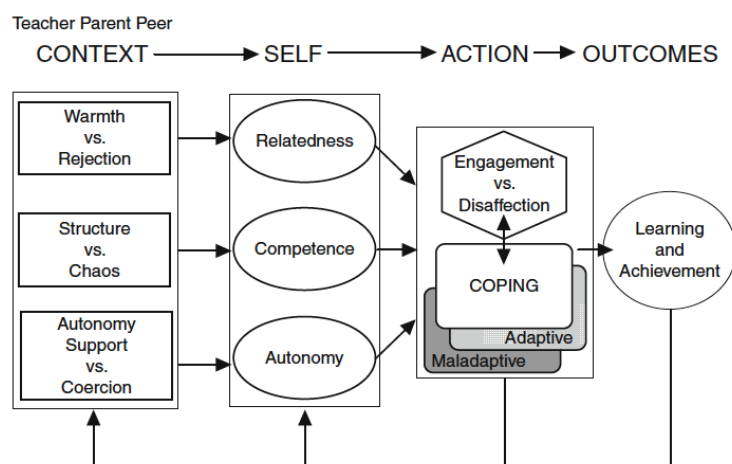 Teacher Parent Peer
CONTEXT SELF ACTION OUTCOMES
Warmth
vs.
Rejection
Relatedness
Engagement
vs.
Disaffection
Structure
vs.
Chaos
Competence
COPING
Adaptive
Maladaptive
Learning
and
Achievement
Autonomy
Support
vs.
Coercion
Autonomy